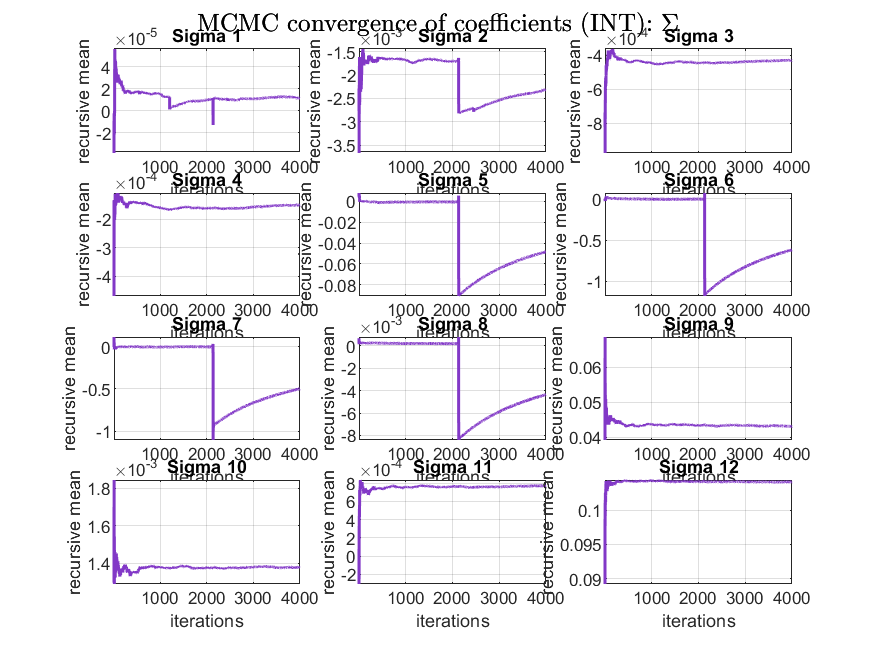 MCMC convergence of coefficients (INT): Σ
Sigma 1
×10⁻⁵
recursive mean
4
2
0
-2
1000 2000 3000 4000
iterations
Sigma 2
×10⁻³
recursive mean
-1.5
-2
-2.5
-3
-3.5
1000 2000 3000 4000
iterations
Sigma 3
×10⁻⁴
recursive mean
-4
-6
-8
1000 2000 3000 4000
iterations
Sigma 4
×10⁻⁴
recursive mean
-2
-3
-4
1000 2000 3000 4000
iterations
Sigma 5
recursive mean
0
-0.02
-0.04
-0.06
-0.08
1000 2000 3000 4000
iterations
Sigma 6
recursive mean
0
-0.5
-1
1000 2000 3000 4000
iterations
Sigma 7
recursive mean
0
-0.5
-1
1000 2000 3000 4000
iterations
Sigma 8
×10⁻³
recursive mean
0
-2
-4
-6
-8
1000 2000 3000 4000
iterations
Sigma 9
recursive mean
0.06
0.05
0.04
1000 2000 3000 4000
iterations
Sigma 10
×10⁻³
recursive mean
1.8
1.6
1.4
1000 2000 3000 4000
iterations
Sigma 11
×10⁻⁴
recursive mean
8
6
4
2
0
-2
1000 2000 3000 4000
iterations
Sigma 12
recursive mean
0.1
0.095
0.09
1000 2000 3000 4000
iterations